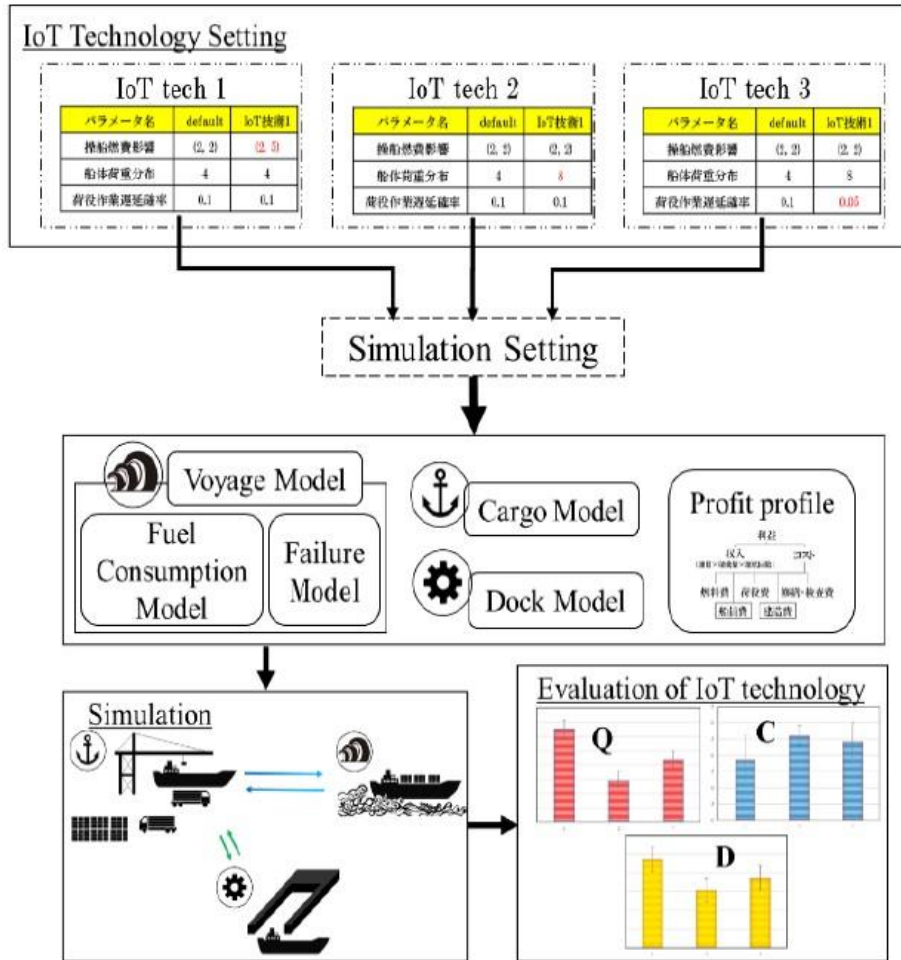 IoT Technology Setting
IoT tech 1
パラメータ名 default IoT技術1
操船燃費影響 (2, 2) (2, 5)
船体荷重分布 4 4
荷役作業遅延確率 0.1 0.1
IoT tech 2
パラメータ名 default IoT技術1
操船燃費影響 (2, 2) (2, 2)
船体荷重分布 4 8
荷役作業遅延確率 0.1 0.1
IoT tech 3
パラメータ名 default IoT技術1
操船燃費影響 (2, 2) (2, 2)
船体荷重分布 4 8
荷役作業遅延確率 0.1 0.05
Simulation Setting
Voyage Model
Fuel
Consumption
Model
Failure
Model
Cargo Model
Dock Model
Profit profile
利益
収入 コスト
燃料費 荷役費 修繕・検査費
船員費 建造費
Simulation
Evaluation of IoT technology
Q
C
D